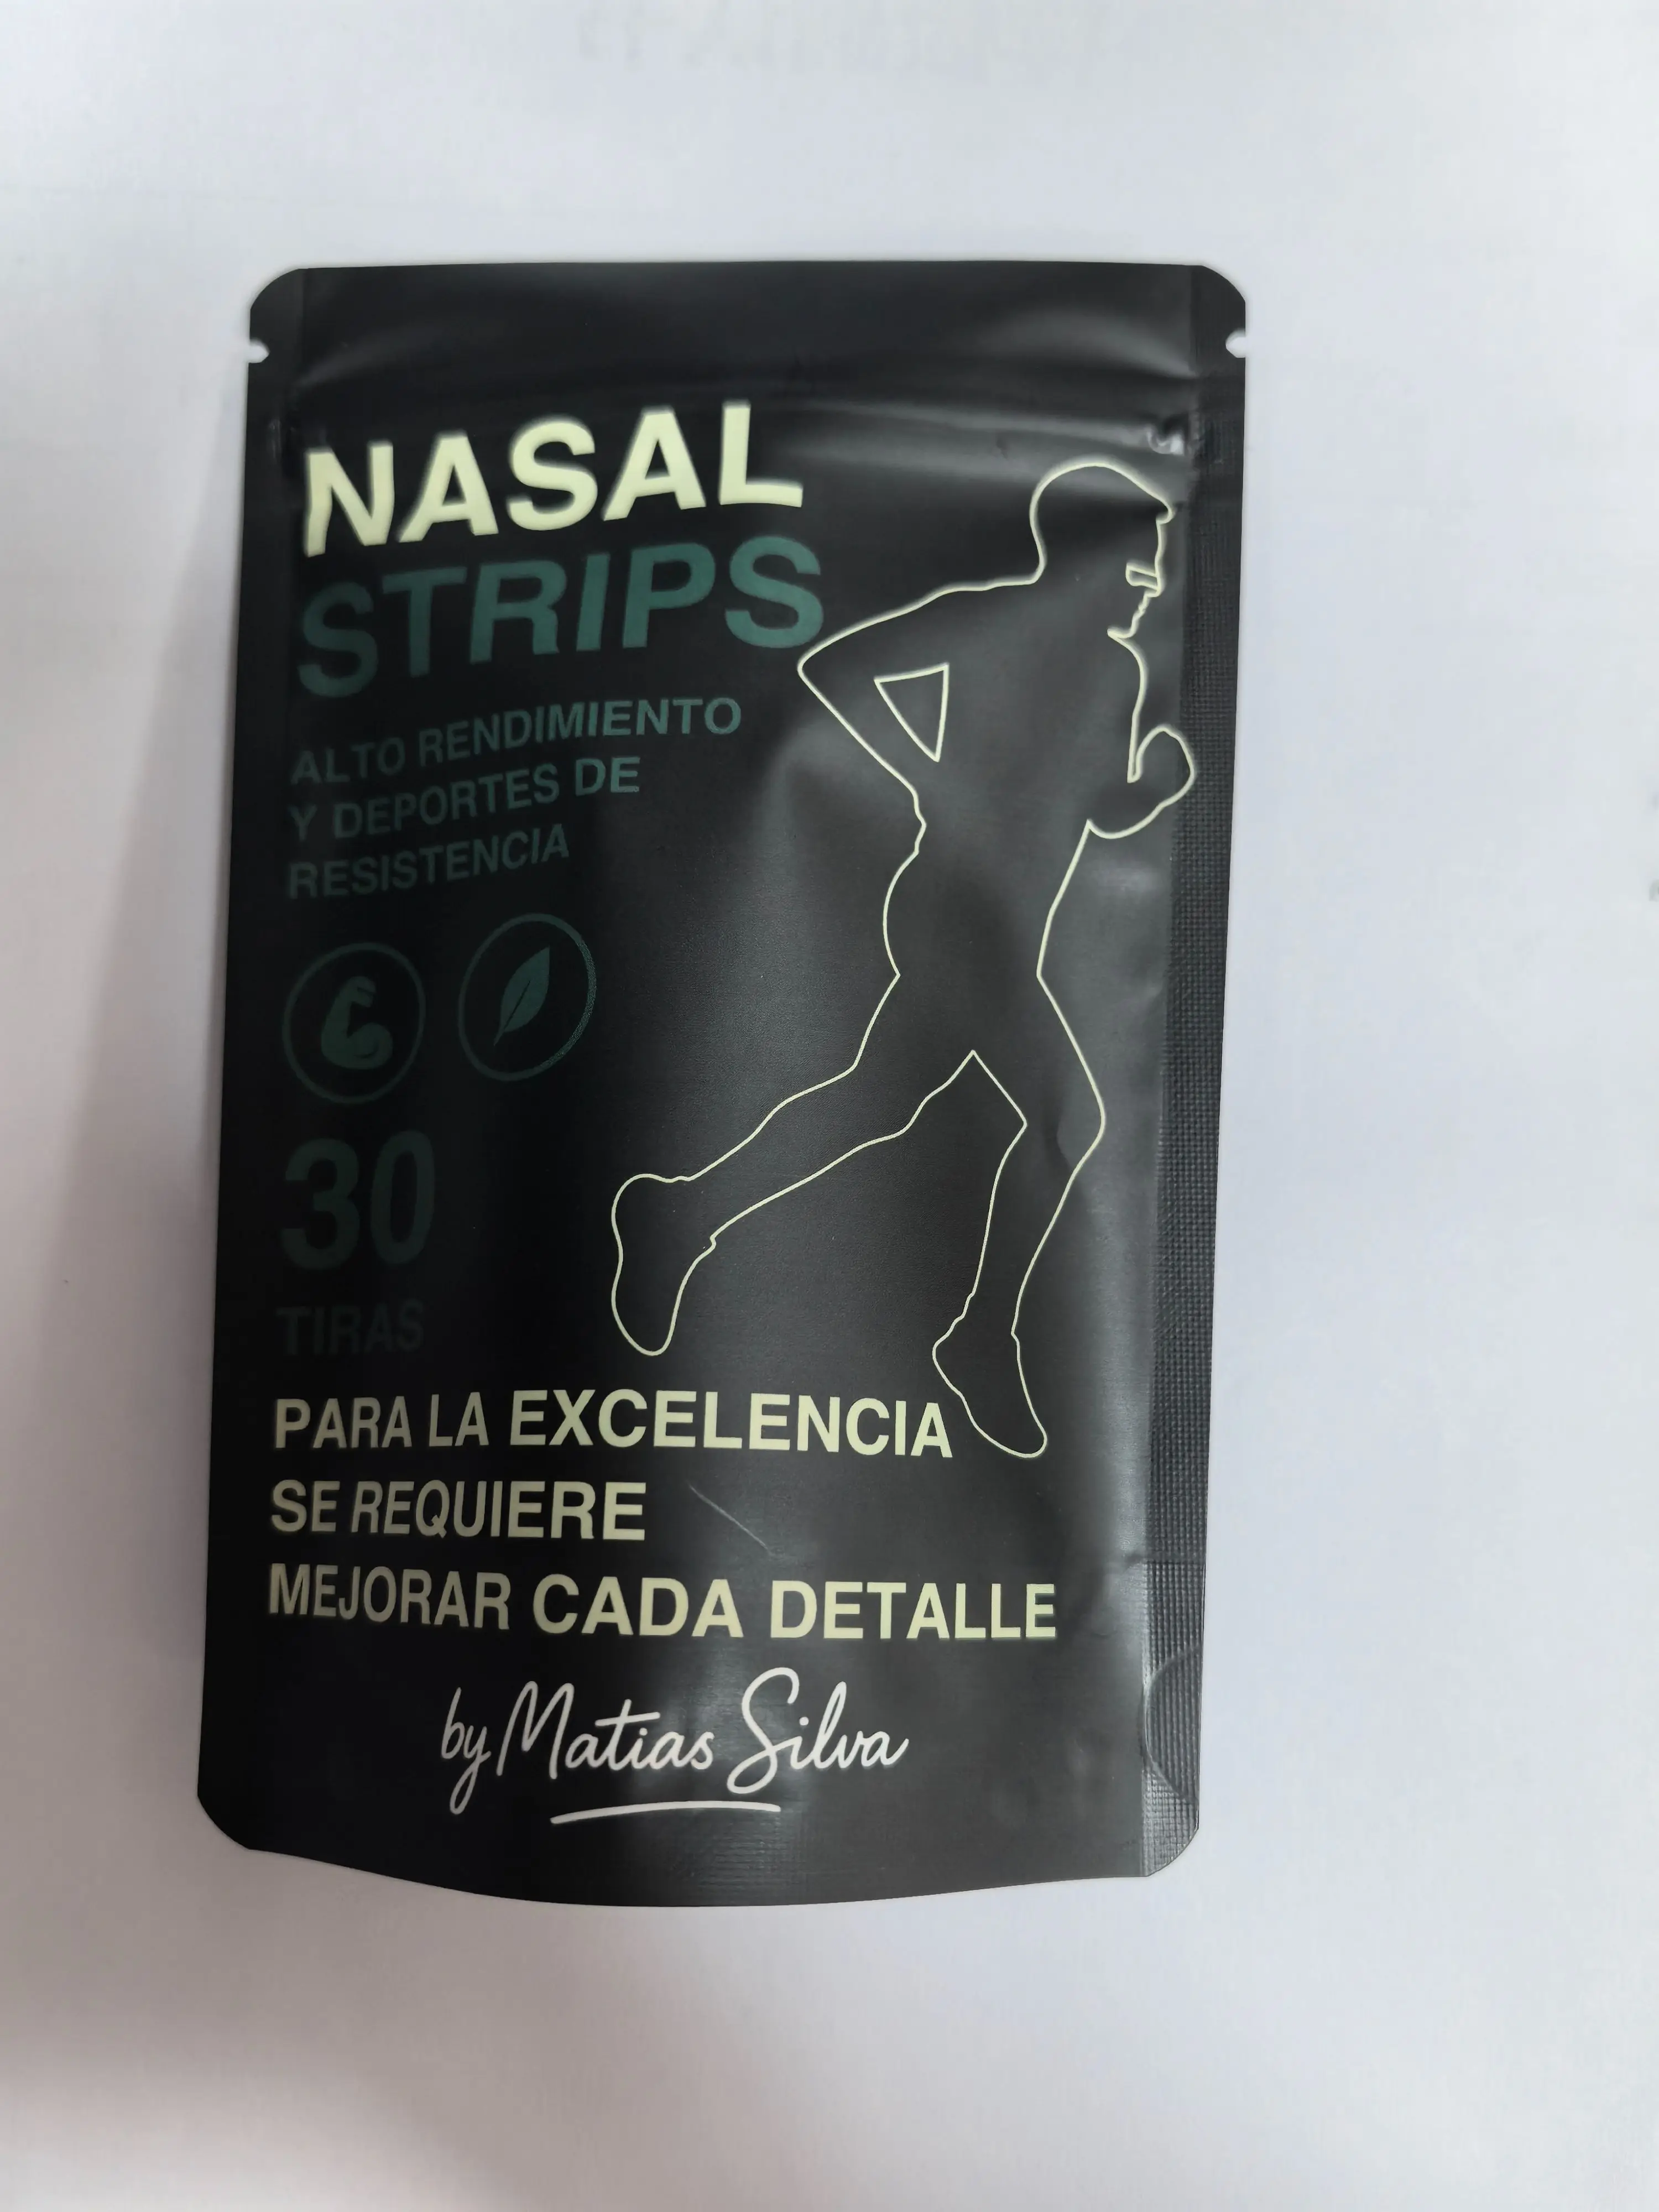 NASAL
STRIPS
ALTO RENDIMIENTO
Y DEPORTES DE
RESISTENCIA
30
TIRAS
PARA LA EXCELENCIA
SE REQUIERE
MEJORAR CADA DETALLE
by Matias Silva